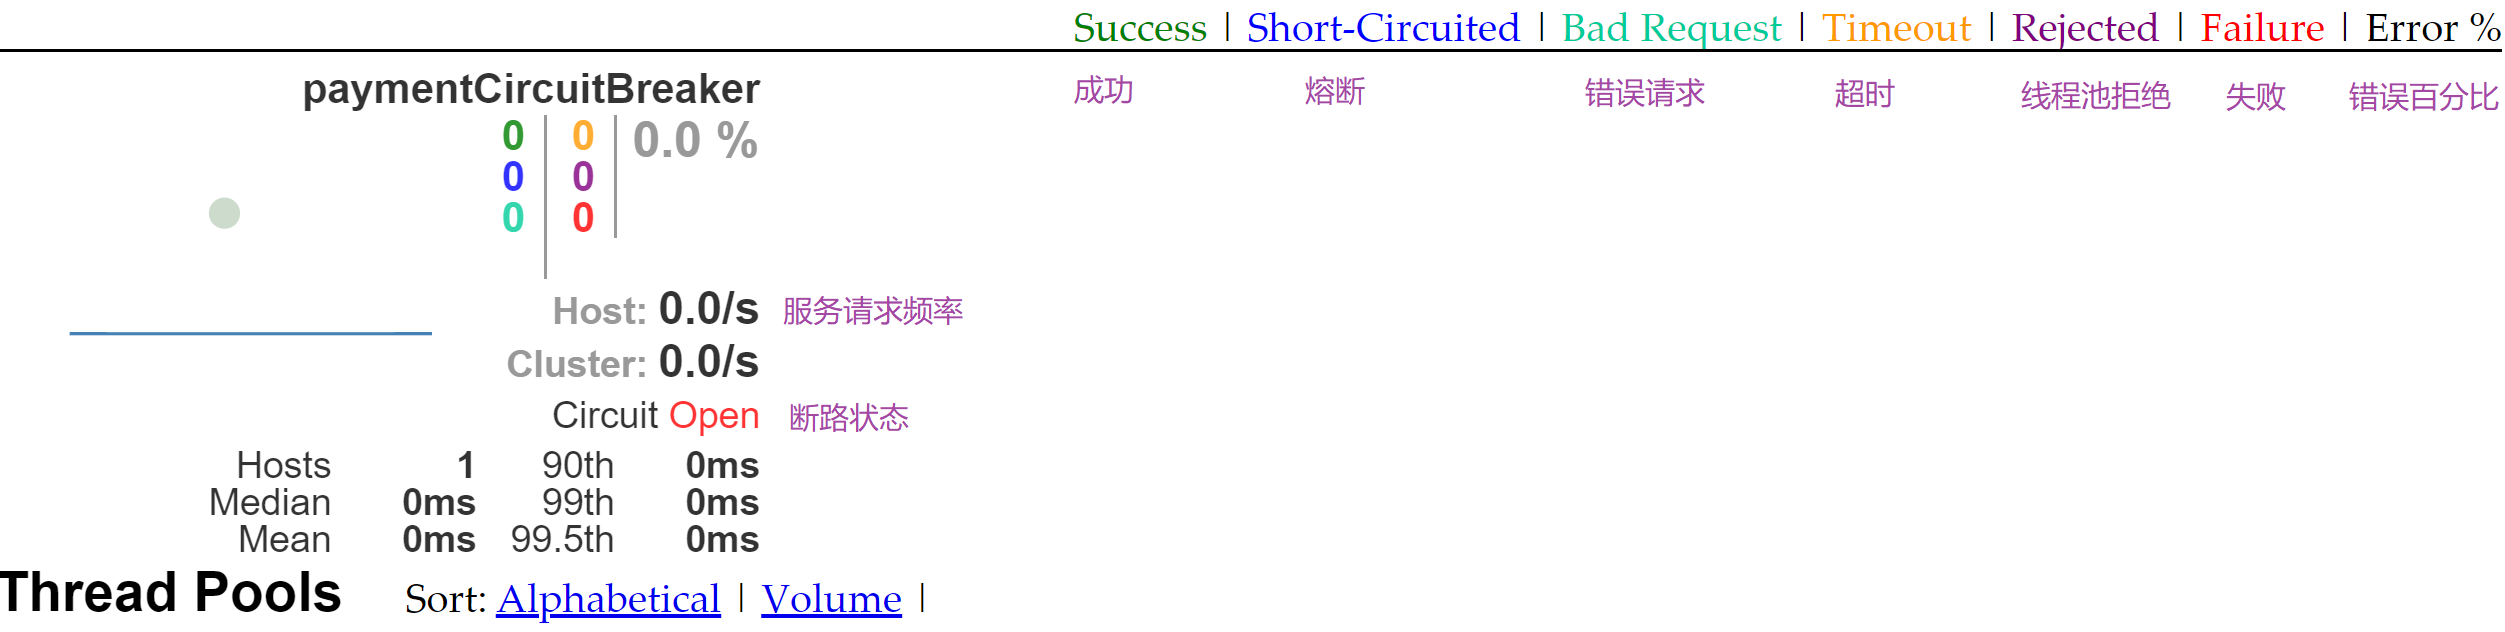 Success | Short-Circuited | Bad Request | Timeout | Rejected | Failure | Error %
成功 熔断 错误请求 超时 线程池拒绝 失败 错误百分比
paymentCircuitBreaker
0 0 0.0 %
0 0
0 0
Host: 0.0/s 服务请求频率
Cluster: 0.0/s
Circuit Open 断路状态
Hosts 1 90th 0ms
Median 0ms 99th 0ms
Mean 0ms 99.5th 0ms
Thread Pools Sort: Alphabetical | Volume |